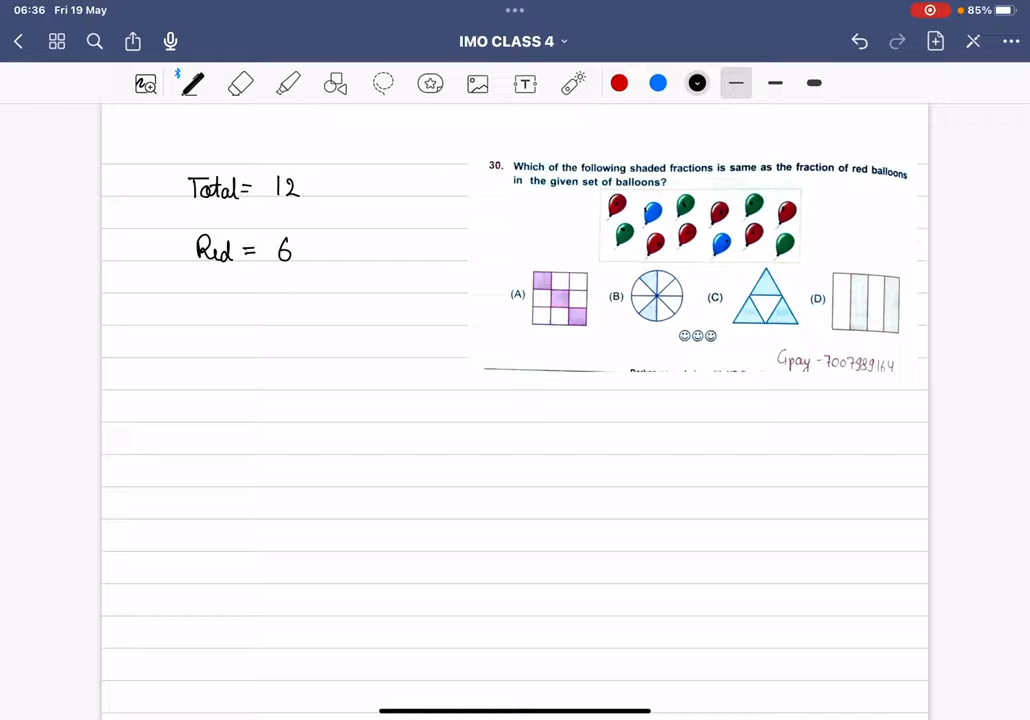 06:36 Fri 19 May
85%
IMO CLASS 4
T
Total = 12
Red = 6
30. Which of the following shaded fractions is same as the fraction of red balloons
in the given set of balloons?
(A)
(B)
(C)
(D)
Gpay - 7007989164